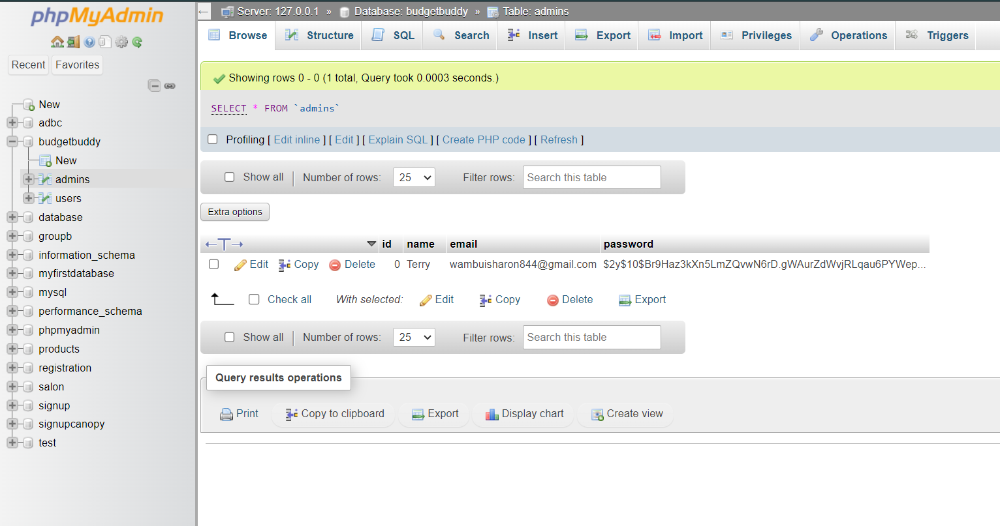 phpMyAdmin
Recent
Favorites
New
adbc
budgetbuddy
New
admins
users
database
groupb
information_schema
myfirstdatabase
mysql
performance_schema
phpmyadmin
products
registration
salon
signup
signupcanopy
test
Server: 127.0.0.1 » Database: budgetbuddy » Table: admins
Browse Structure SQL Search Insert Export Import Privileges Operations Triggers
Showing rows 0 - 0 (1 total, Query took 0.0003 seconds.)
SELECT * FROM `admins`
Profiling [ Edit inline ] [ Edit ] [ Explain SQL ] [ Create PHP code ] [ Refresh ]
Show all Number of rows: 25 Filter rows: Search this table
Extra options
id name email password
Edit Copy Delete 0 Terry wambuisharon844@gmail.com $2y$10$Br9Haz3kXn5LmZQvwN6rD.gWAurZdWvjRLqau6PYWep...
Check all With selected: Edit Copy Delete Export
Show all Number of rows: 25 Filter rows: Search this table
Query results operations
Print Copy to clipboard Export Display chart Create view